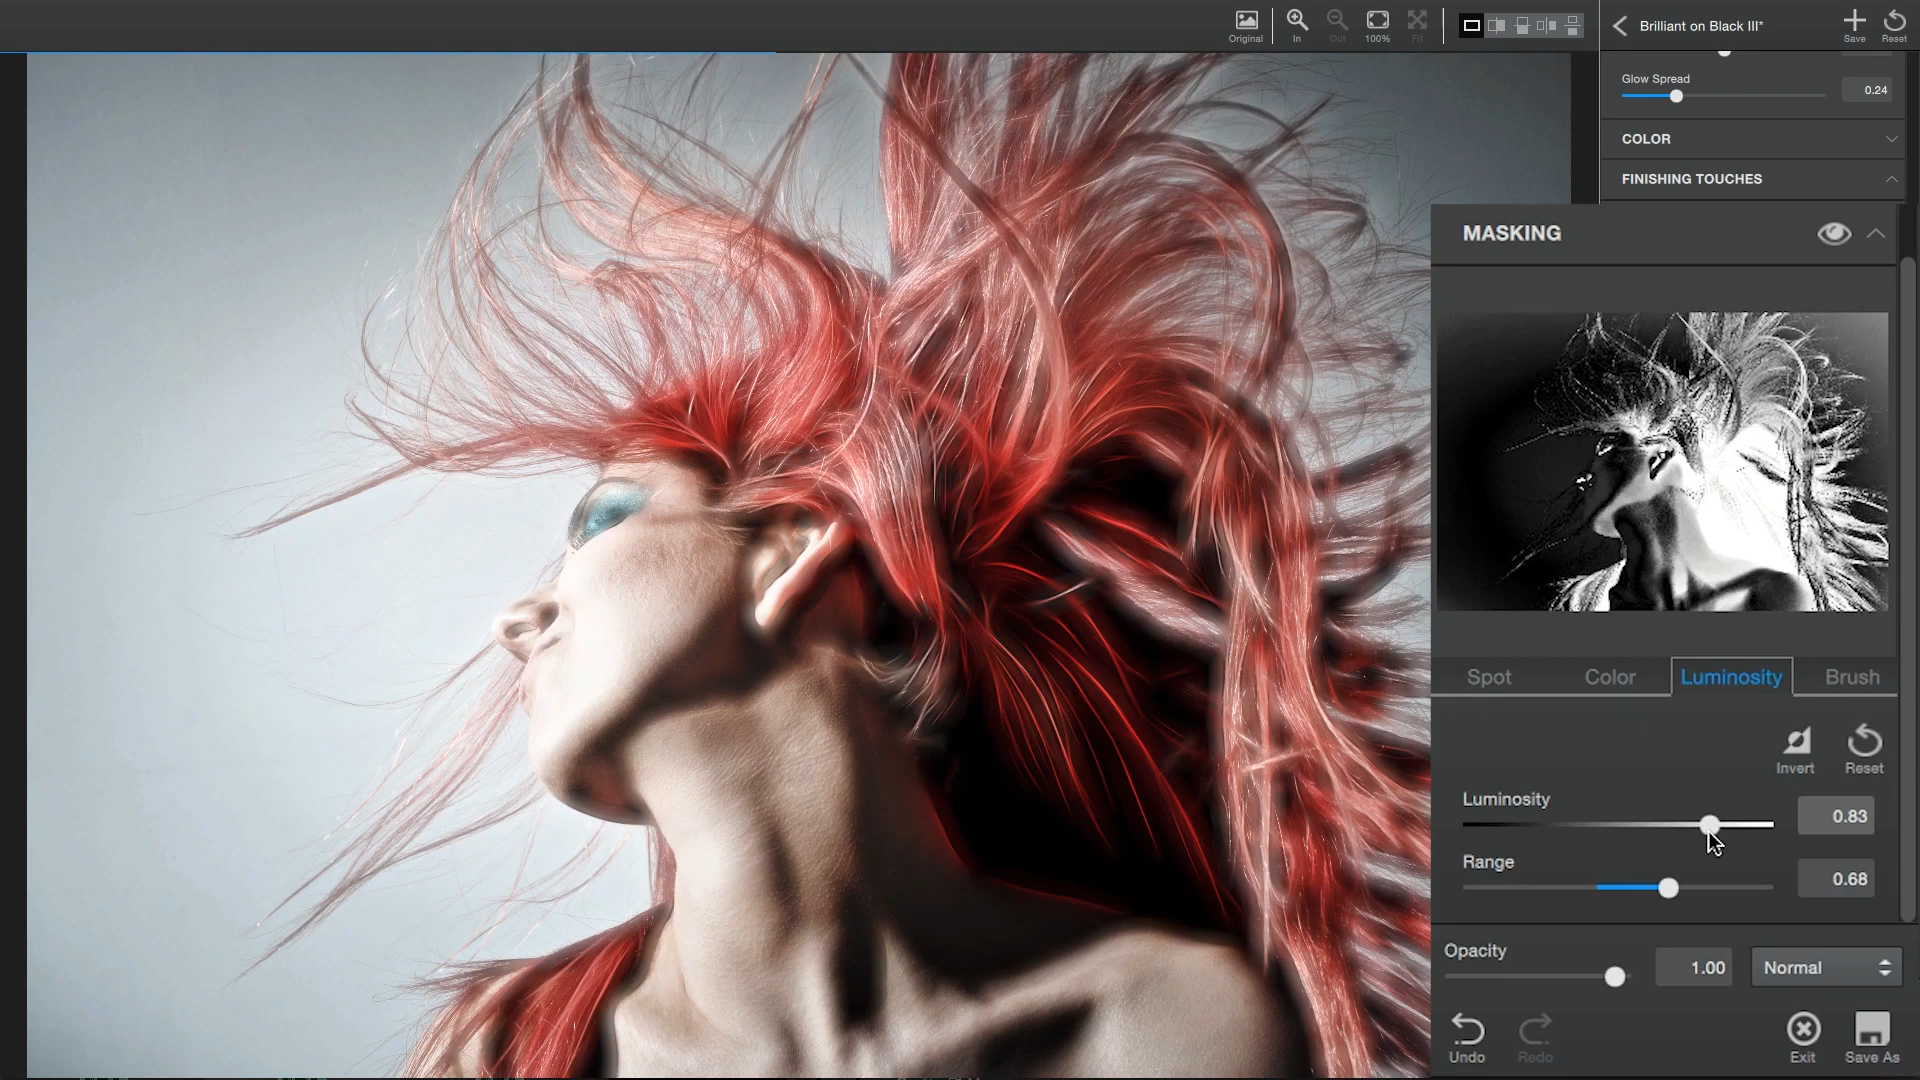 Original
In
Out
100%
Fit
Brilliant on Black III*
Save
Reset
Glow Spread
0.24
COLOR
FINISHING TOUCHES
MASKING
Spot
Color
Luminosity
Brush
Invert
Reset
Luminosity
0.83
Range
0.68
Opacity
1.00
Normal
Undo
Redo
Exit
Save As